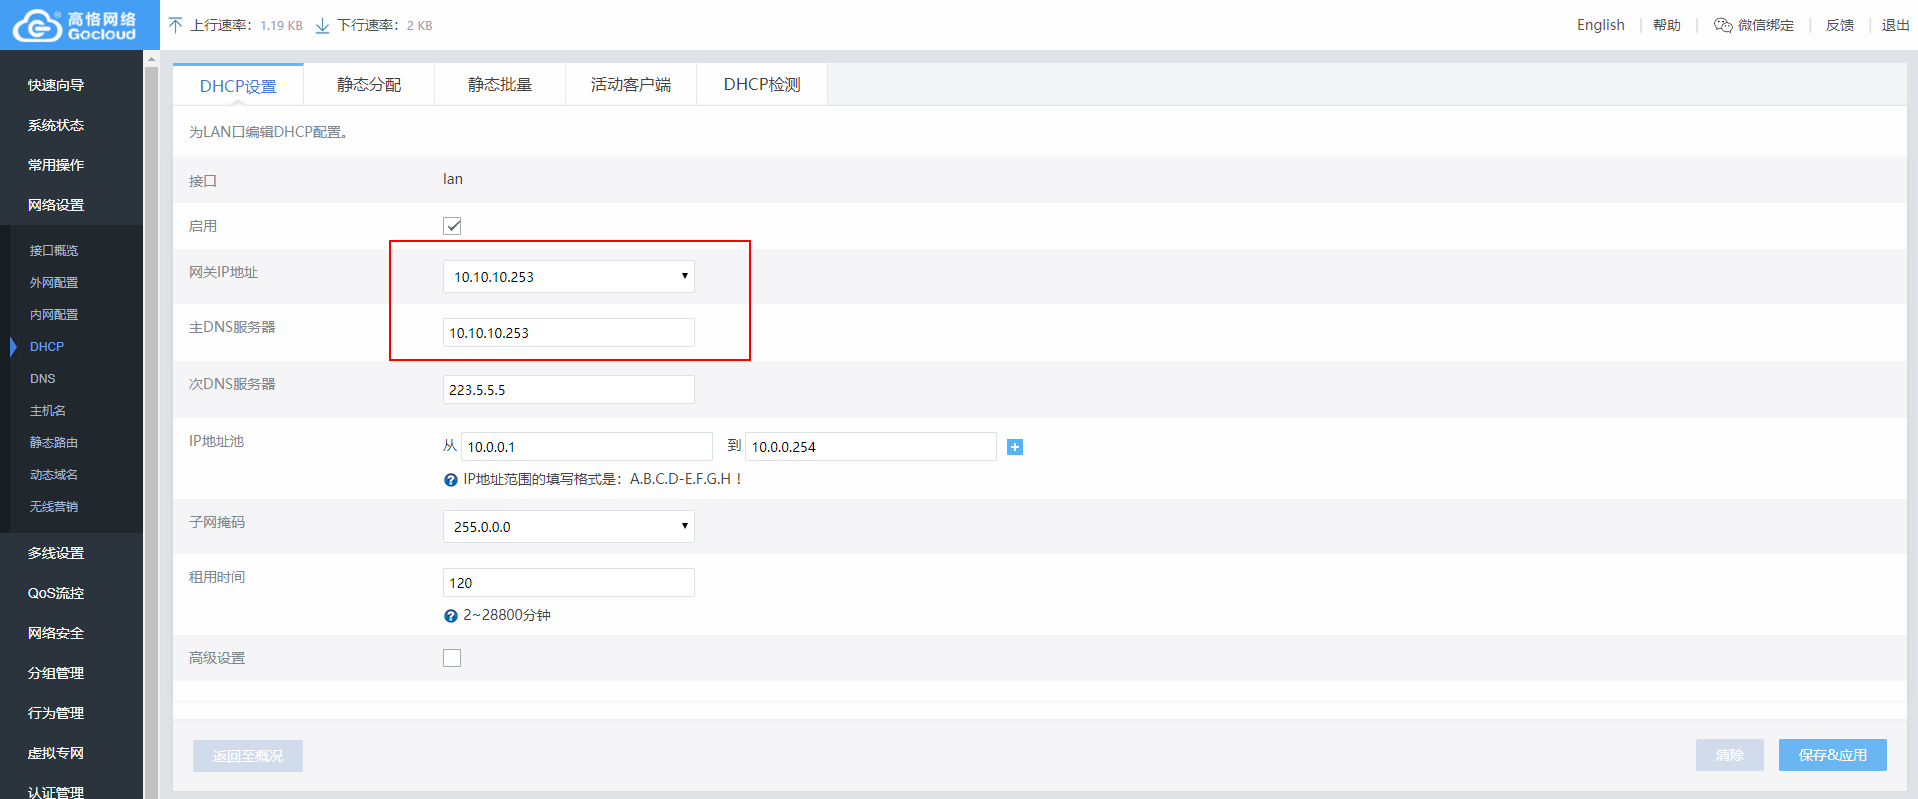 高恪网络
Gocloud
上行速率： 1.19 KB 下行速率： 2 KB
English 帮助 微信绑定 反馈 退出
快速向导
系统状态
常用操作
网络设置
接口概览
外网配置
内网配置
DHCP
DNS
主机名
静态路由
动态域名
无线营销
多线设置
QoS流控
网络安全
分组管理
行为管理
虚拟专网
认证管理
DHCP设置 静态分配 静态批量 活动客户端 DHCP检测
为LAN口编辑DHCP配置。
接口 lan
启用
网关IP地址 10.10.10.253
主DNS服务器 10.10.10.253
次DNS服务器 223.5.5.5
IP地址池 从 10.0.0.1 到 10.0.0.254
IP地址范围的填写格式是：A.B.C.D-E.F.G.H！
子网掩码 255.0.0.0
租用时间 120
2~28800分钟
高级设置
返回至概况 清除 保存&应用